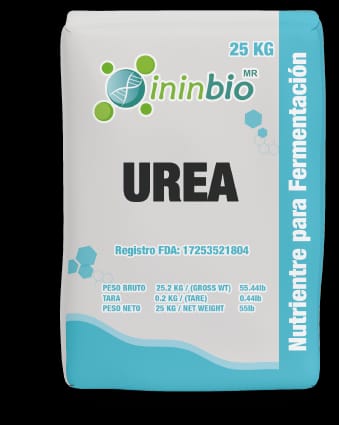 25 KG
ininbio MR
UREA
Registro FDA: 17253521804
PESO BRUTO 25.2 KG / (GROSS WT) 55.44lb
TARA 0.2 KG / (TARE) 0.44lb
PESO NETO 25 KG / NET WEIGHT 55lb
Nutrientre para Fermentación